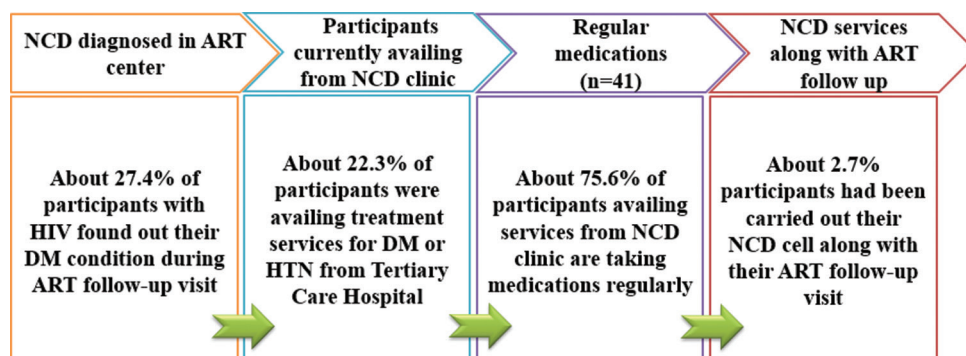 NCD diagnosed in ART
center
Participants
currently availing
from NCD clinic
Regular
medications
(n=41)
NCD services
along with ART
follow up
About 27.4% of
participants with
HIV found out their
DM condition during
ART follow-up visit
About 22.3% of
participants were
availing treatment
services for DM or
HTN from Tertiary
Care Hospital
About 75.6% of
participants availing
services from NCD
clinic are taking
medications regularly
About 2.7%
participants had been
carried out their
NCD cell along with
their ART follow-up
visit